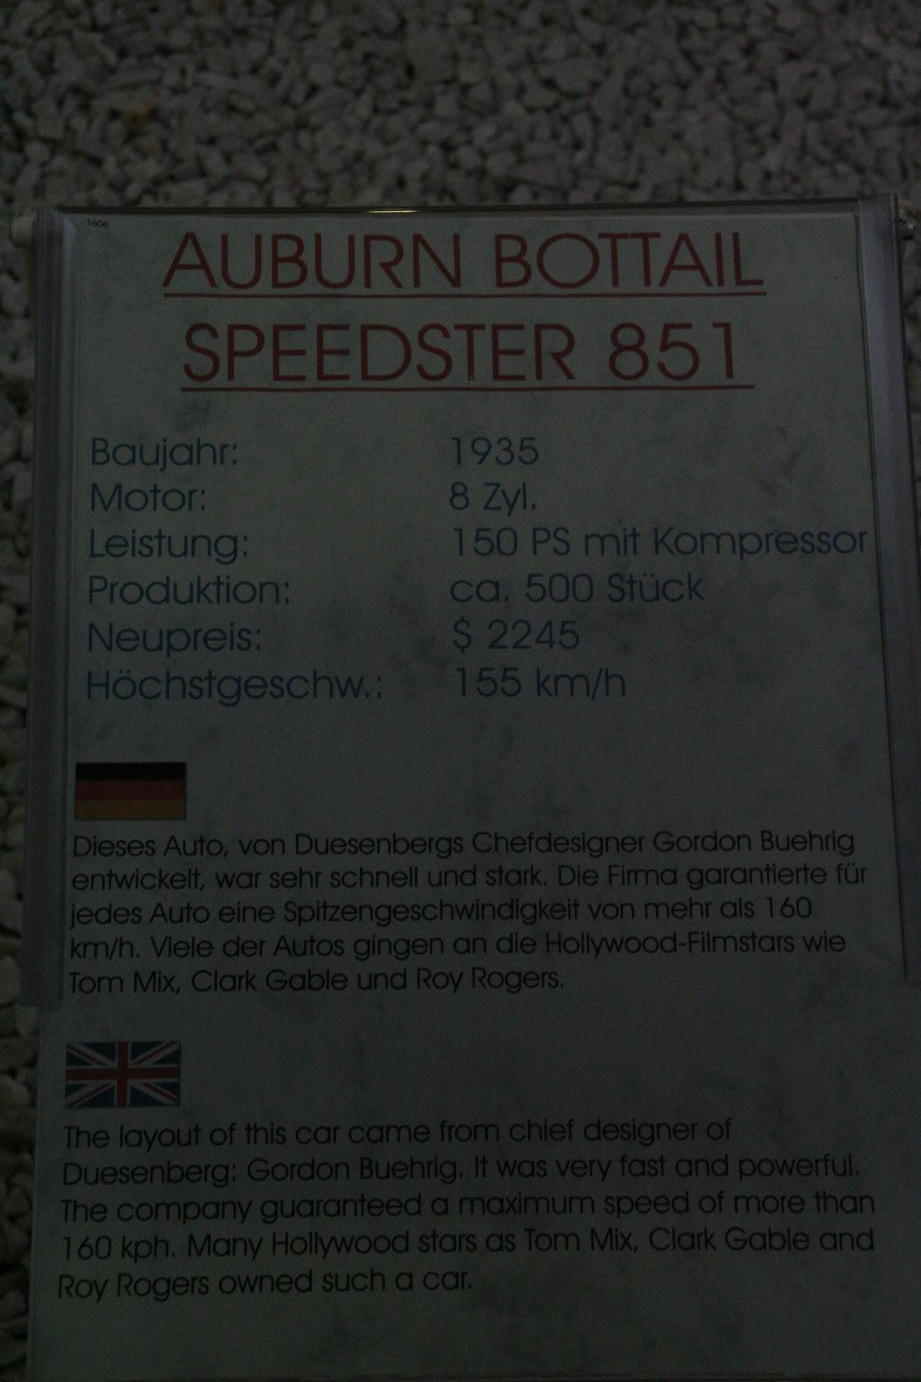 1606
AUBURN BOTTAIL
SPEEDSTER 851
Baujahr: 1935
Motor: 8 Zyl.
Leistung: 150 PS mit Kompressor
Produktion: ca. 500 Stück
Neupreis: $ 2245
Höchstgeschw.: 155 km/h
Dieses Auto, von Duesenbergs Chefdesigner Gordon Buehrig
entwickelt, war sehr schnell und stark. Die Firma garantierte für
jedes Auto eine Spitzengeschwindigkeit von mehr als 160
km/h. Viele der Autos gingen an die Hollywood-Filmstars wie
Tom Mix, Clark Gable und Roy Rogers.
The layout of this car came from chief designer of
Duesenberg: Gordon Buehrig. It was very fast and powerful.
The company guaranteed a maximum speed of more than
160 kph. Many Hollywood stars as Tom Mix, Clark Gable and
Roy Rogers owned such a car.